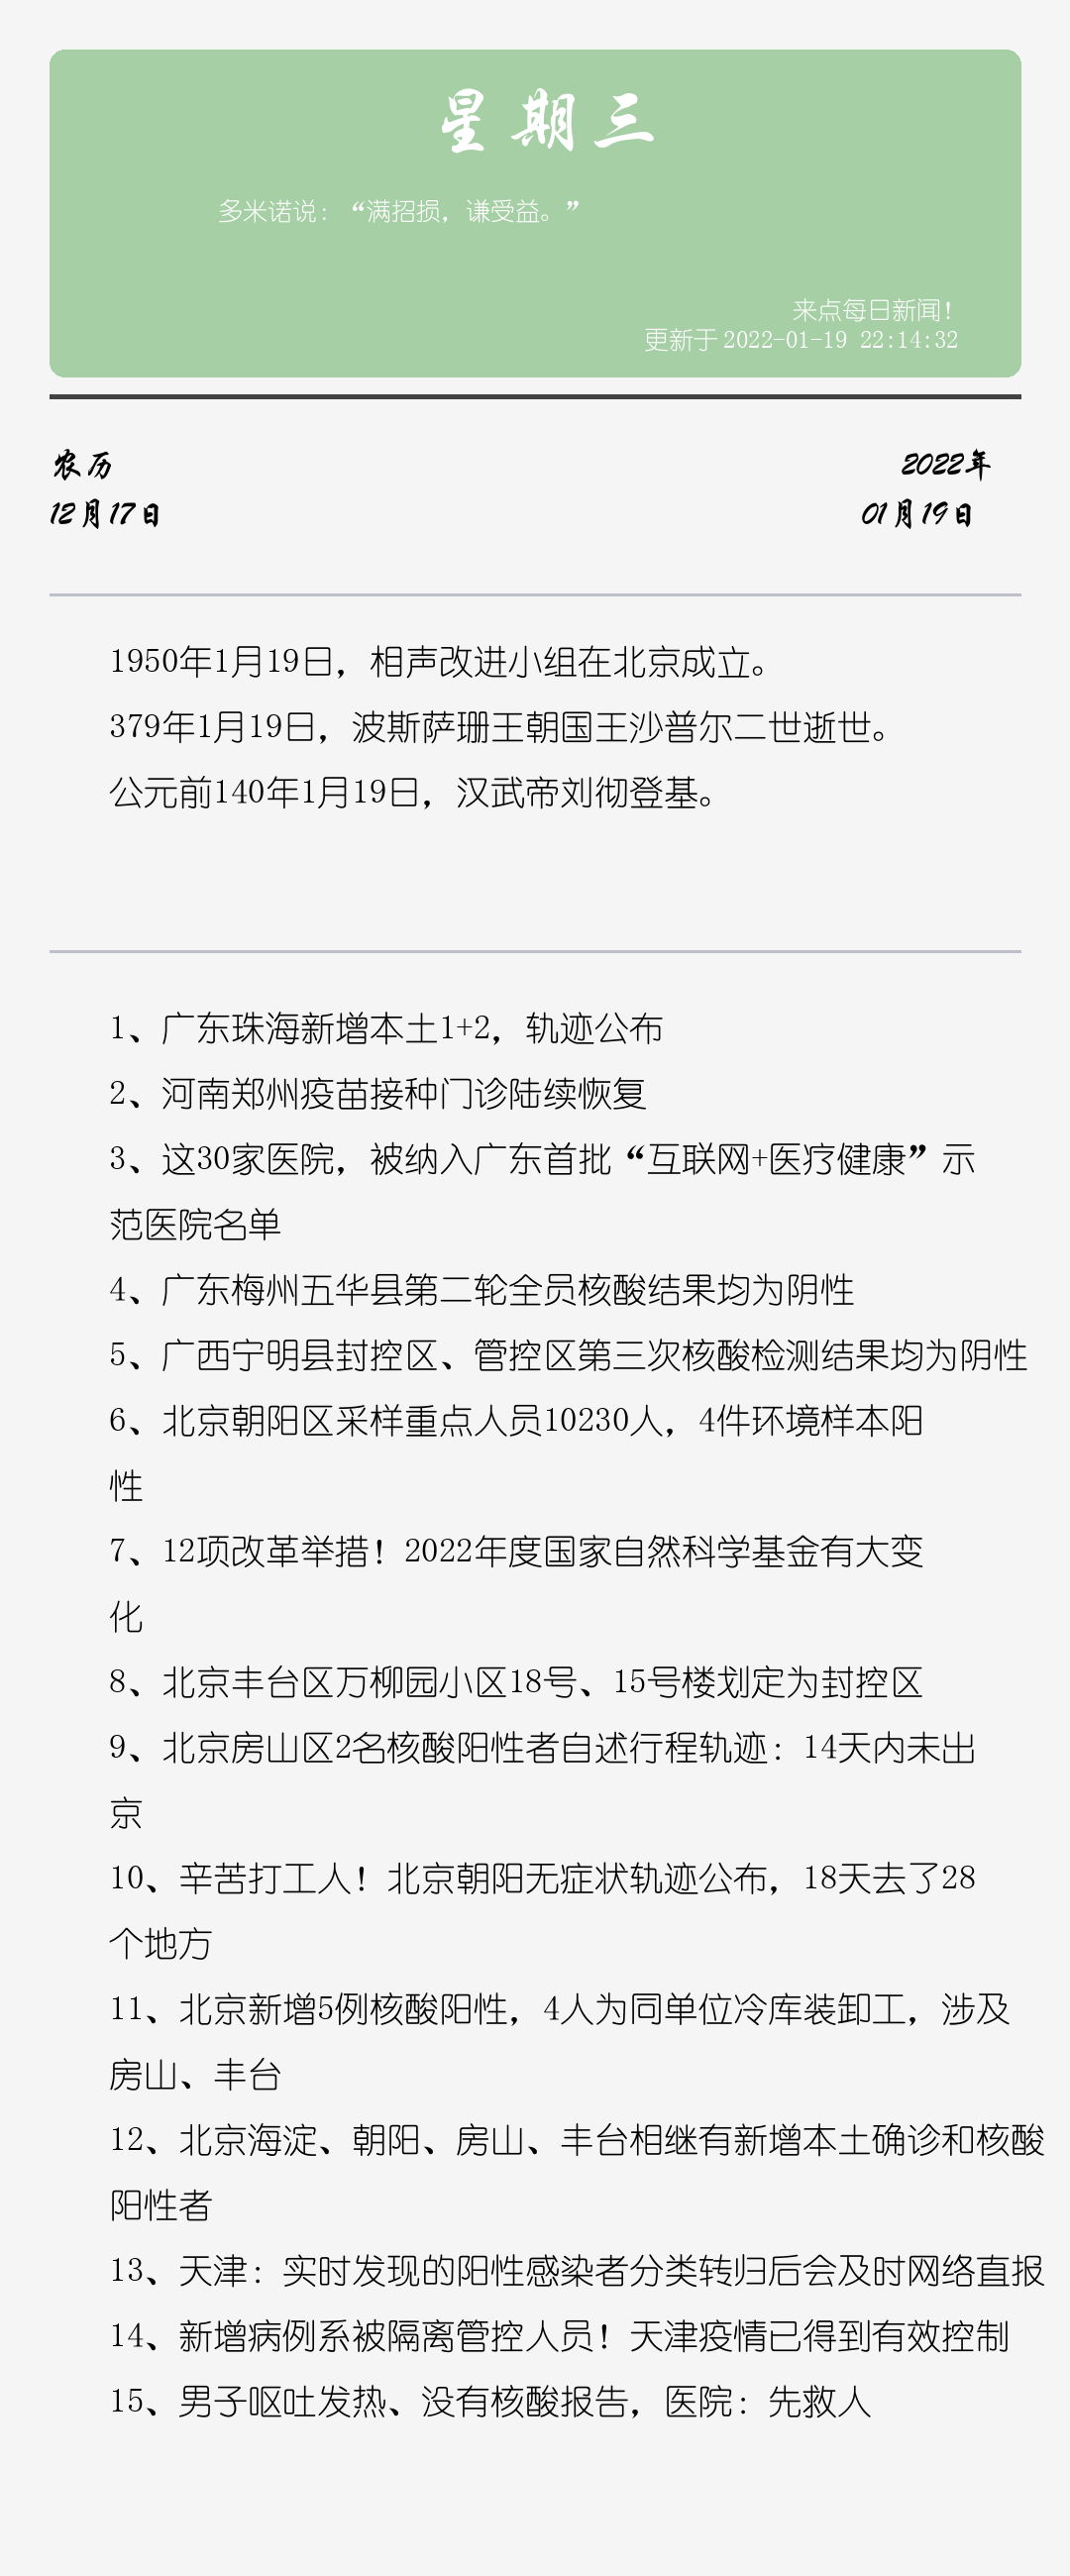 星期三
多米诺说：“满招损，谦受益。”
来点每日新闻！
更新于 2022-01-19 22:14:32
农历
2022年
12月17日
01月19日
1950年1月19日，相声改进小组在北京成立。
379年1月19日，波斯萨珊王朝国王沙普尔二世逝世。
公元前140年1月19日，汉武帝刘彻登基。
1、广东珠海新增本土1+2，轨迹公布
2、河南郑州疫苗接种门诊陆续恢复
3、这30家医院，被纳入广东首批“互联网+医疗健康”示
范医院名单
4、广东梅州五华县第二轮全员核酸结果均为阴性
5、广西宁明县封控区、管控区第三次核酸检测结果均为阴性
6、北京朝阳区采样重点人员10230人，4件环境样本阳
性
7、12项改革举措！2022年度国家自然科学基金有大变
化
8、北京丰台区万柳园小区18号、15号楼划定为封控区
9、北京房山区2名核酸阳性者自述行程轨迹：14天内未出
京
10、辛苦打工人！北京朝阳无症状轨迹公布，18天去了28
个地方
11、北京新增5例核酸阳性，4人为同单位冷库装卸工，涉及
房山、丰台
12、北京海淀、朝阳、房山、丰台相继有新增本土确诊和核酸
阳性者
13、天津：实时发现的阳性感染者分类转归后会及时网络直报
14、新增病例系被隔离管控人员！天津疫情已得到有效控制
15、男子呕吐发热、没有核酸报告，医院：先救人